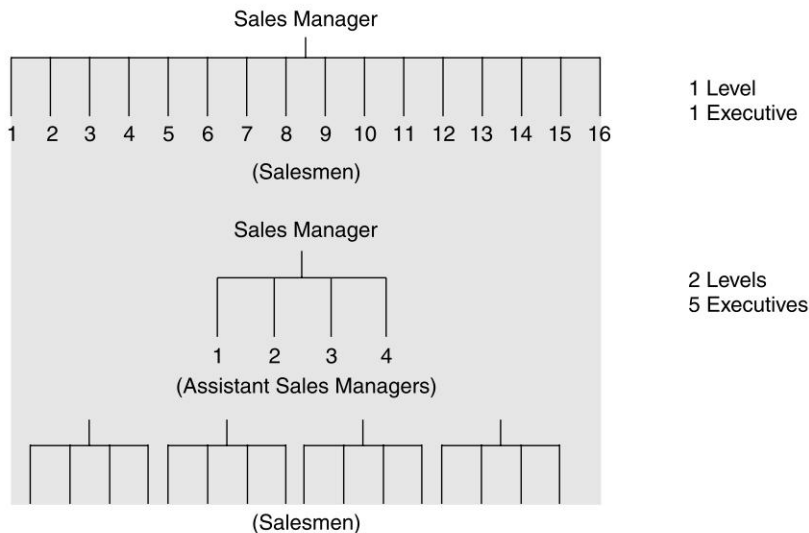 Sales Manager
1 Level
1 Executive
1 2 3 4 5 6 7 8 9 10 11 12 13 14 15 16
(Salesmen)
Sales Manager
2 Levels
5 Executives
1 2 3 4
(Assistant Sales Managers)
(Salesmen)